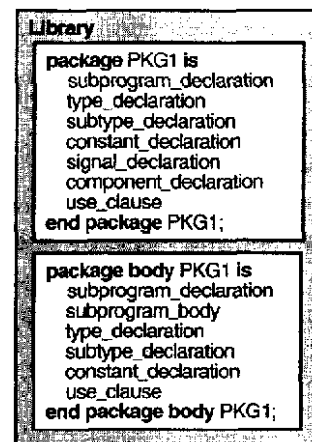 Library
package PKG1 is
subprogram_declaration
type_declaration
subtype_declaration
constant_declaration
signal_declaration
component_declaration
use_clause
end package PKG1;
package body PKG1 is
subprogram_declaration
subprogram_body
type_declaration
subtype_declaration
constant_declaration
use_clause
end package body PKG1;